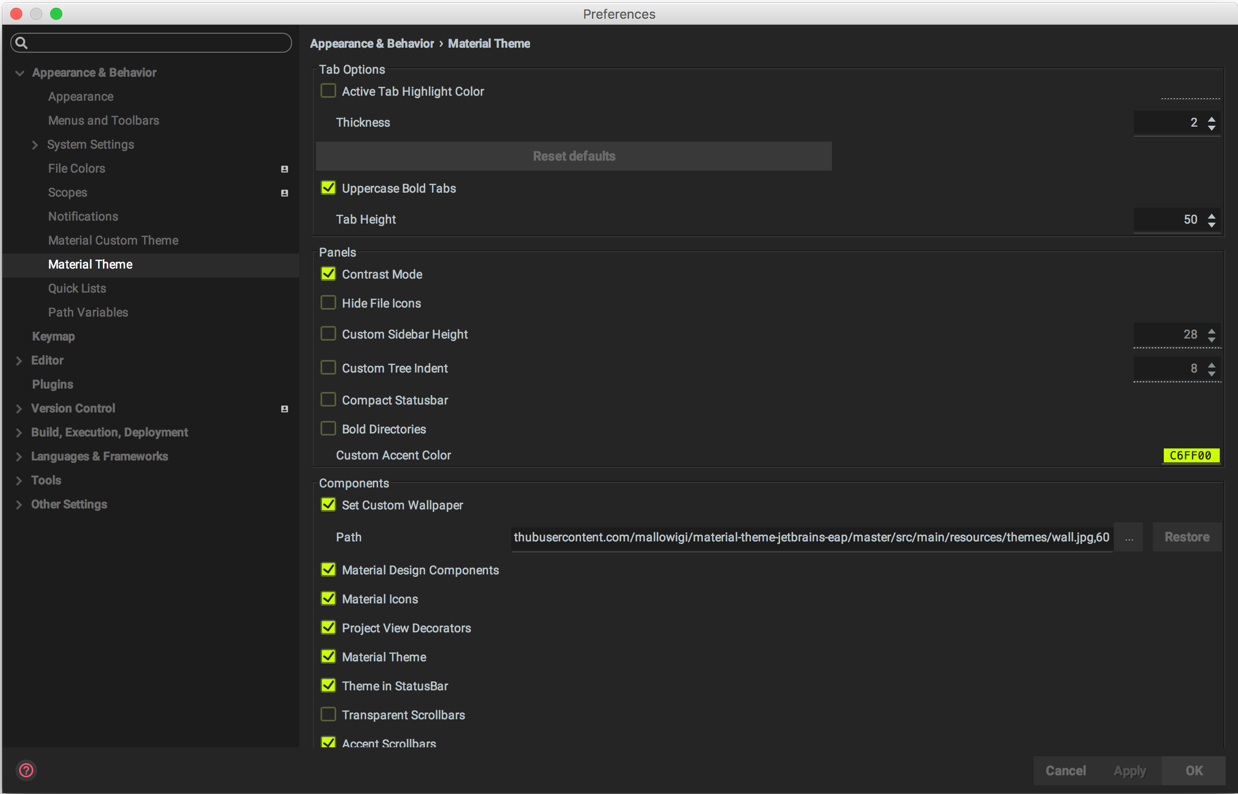 Preferences
Appearance & Behavior
Appearance
Menus and Toolbars
System Settings
File Colors
Scopes
Notifications
Material Custom Theme
Material Theme
Quick Lists
Path Variables
Keymap
Editor
Plugins
Version Control
Build, Execution, Deployment
Languages & Frameworks
Tools
Other Settings
Appearance & Behavior › Material Theme
Tab Options
Active Tab Highlight Color
Thickness 2
Reset defaults
Uppercase Bold Tabs
Tab Height 50
Panels
Contrast Mode
Hide File Icons
Custom Sidebar Height 28
Custom Tree Indent 8
Compact Statusbar
Bold Directories
Custom Accent Color C6FF00
Components
Set Custom Wallpaper
Path thubusercontent.com/mallowigi/material-theme-jetbrains-eap/master/src/main/resources/themes/wall.jpg,60 ... Restore
Material Design Components
Material Icons
Project View Decorators
Material Theme
Theme in StatusBar
Transparent Scrollbars
Accent Scrollbars
? Cancel Apply OK